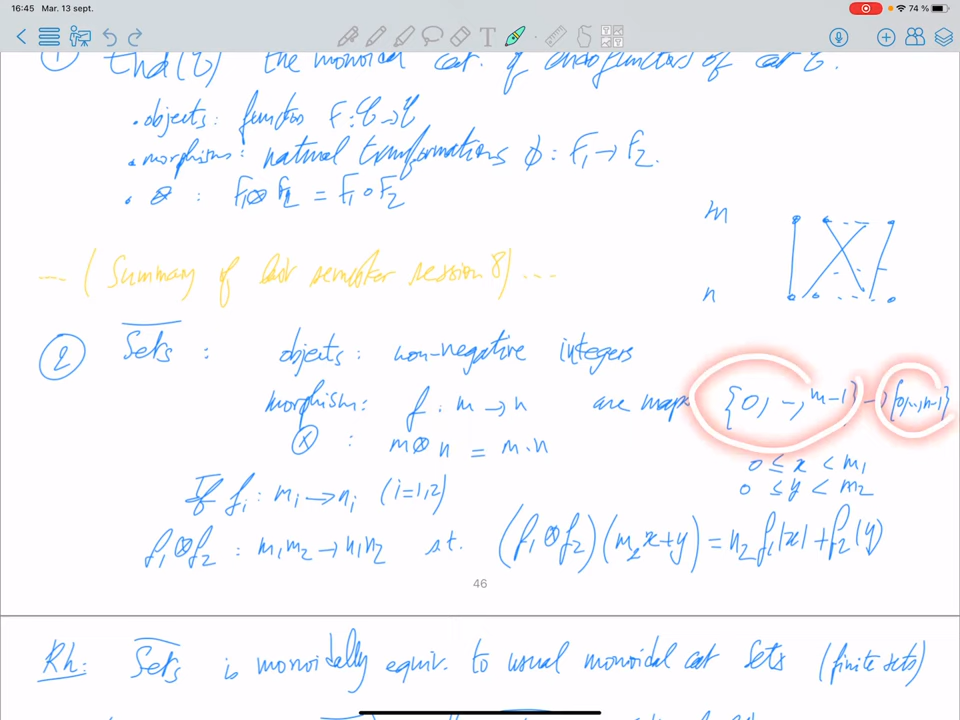 16:45 Mar. 13 sept. 74 %
① End(C) the monoidal cat. of endofunctors of cat C.
• objects: functors F: C → C
• morphisms: natural transformations ϕ: F₁ → F₂.
• ⊗ : F₁⊗F₂ = F₁∘F₂
m
n
... (Summary of last semester session 8) ...
② Sets : objects: non-negative integers
morphism: f: m → n are maps {0, -, m-1} → {0, .., n-1}
⊗ : m⊗n = m·n
0 ≤ x < m₁
0 ≤ y < m₂
If fᵢ: mᵢ → nᵢ (i=1,2)
f₁⊗f₂ : m₁m₂ → n₁n₂ s.t. (f₁⊗f₂)(m₂x+y) = n₂f₁(x) + f₂(y)
46
Rk: Sets is monoidally equiv. to usual monoidal cat Sets (finite sets)